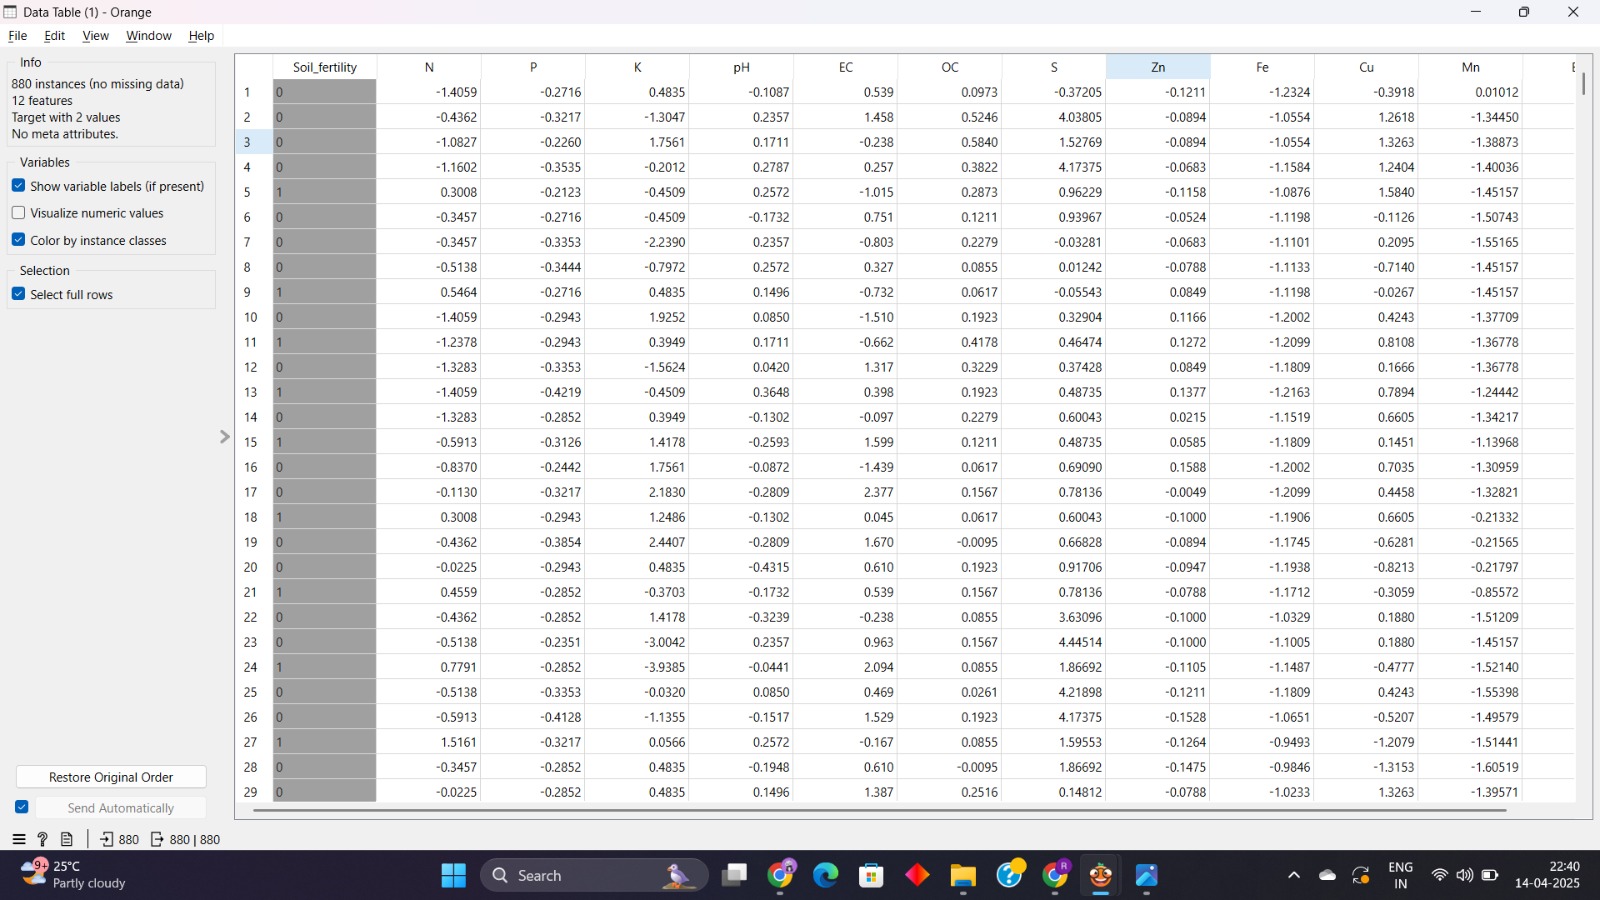 Data Table (1) - Orange
File Edit View Window Help
Info
880 instances (no missing data)
12 features
Target with 2 values
No meta attributes.
Variables
Show variable labels (if present)
Visualize numeric values
Color by instance classes
Selection
Select full rows
Restore Original Order
Send Automatically
880 880 | 880
Soil_fertility N P K pH EC OC S Zn Fe Cu Mn
1 0 -1.4059 -0.2716 0.4835 -0.1087 0.539 0.0973 -0.37205 -0.1211 -1.2324 -0.3918 0.01012
2 0 -0.4362 -0.3217 -1.3047 0.2357 1.458 0.5246 4.03805 -0.0894 -1.0554 1.2618 -1.34450
3 0 -1.0827 -0.2260 1.7561 0.1711 -0.238 0.5840 1.52769 -0.0894 -1.0554 1.3263 -1.38873
4 0 -1.1602 -0.3535 -0.2012 0.2787 0.257 0.3822 4.17375 -0.0683 -1.1584 1.2404 -1.40036
5 1 0.3008 -0.2123 -0.4509 0.2572 -1.015 0.2873 0.96229 -0.1158 -1.0876 1.5840 -1.45157
6 0 -0.3457 -0.2716 -0.4509 -0.1732 0.751 0.1211 0.93967 -0.0524 -1.1198 -0.1126 -1.50743
7 0 -0.3457 -0.3353 -2.2390 0.2357 -0.803 0.2279 -0.03281 -0.0683 -1.1101 0.2095 -1.55165
8 0 -0.5138 -0.3444 -0.7972 0.2572 0.327 0.0855 0.01242 -0.0788 -1.1133 -0.7140 -1.45157
9 1 0.5464 -0.2716 0.4835 0.1496 -0.732 0.0617 -0.05543 0.0849 -1.1198 -0.0267 -1.45157
10 0 -1.4059 -0.2943 1.9252 0.0850 -1.510 0.1923 0.32904 0.1166 -1.2002 0.4243 -1.37709
11 1 -1.2378 -0.2943 0.3949 0.1711 -0.662 0.4178 0.46474 0.1272 -1.2099 0.8108 -1.36778
12 0 -1.3283 -0.3353 -1.5624 0.0420 1.317 0.3229 0.37428 0.0849 -1.1809 0.1666 -1.36778
13 1 -1.4059 -0.4219 -0.4509 0.3648 0.398 0.1923 0.48735 0.1377 -1.2163 0.7894 -1.24442
14 0 -1.3283 -0.2852 0.3949 -0.1302 -0.097 0.2279 0.60043 0.0215 -1.1519 0.6605 -1.34217
15 1 -0.5913 -0.3126 1.4178 -0.2593 1.599 0.1211 0.48735 0.0585 -1.1809 0.1451 -1.13968
16 0 -0.8370 -0.2442 1.7561 -0.0872 -1.439 0.0617 0.69090 0.1588 -1.2002 0.7035 -1.30959
17 0 -0.1130 -0.3217 2.1830 -0.2809 2.377 0.1567 0.78136 -0.0049 -1.2099 0.4458 -1.32821
18 1 0.3008 -0.2943 1.2486 -0.1302 0.045 0.0617 0.60043 -0.1000 -1.1906 0.6605 -0.21332
19 0 -0.4362 -0.3854 2.4407 -0.2809 1.670 -0.0095 0.66828 -0.0894 -1.1745 -0.6281 -0.21565
20 0 -0.0225 -0.2943 0.4835 -0.4315 0.610 0.1923 0.91706 -0.0947 -1.1938 -0.8213 -0.21797
21 1 0.4559 -0.2852 -0.3703 -0.1732 0.539 0.1567 0.78136 -0.0788 -1.1712 -0.3059 -0.85572
22 0 -0.4362 -0.2852 1.4178 -0.3239 -0.238 0.0855 3.63096 -0.1000 -1.0329 0.1880 -1.51209
23 0 -0.5138 -0.2351 -3.0042 0.2357 0.963 0.1567 4.44514 -0.1000 -1.1005 0.1880 -1.45157
24 1 0.7791 -0.2852 -3.9385 -0.0441 2.094 0.0855 1.86692 -0.1105 -1.1487 -0.4777 -1.52140
25 0 -0.5138 -0.3353 -0.0320 0.0850 0.469 0.0261 4.21898 -0.1211 -1.1809 0.4243 -1.55398
26 0 -0.5913 -0.4128 -1.1355 -0.1517 1.529 0.1923 4.17375 -0.1528 -1.0651 -0.5207 -1.49579
27 1 1.5161 -0.3217 0.0566 0.2572 -0.167 0.0855 1.59553 -0.1264 -0.9493 -1.2079 -1.51441
28 0 -0.3457 -0.2852 0.4835 -0.1948 0.610 -0.0095 1.86692 -0.1475 -0.9846 -1.3153 -1.60519
29 0 -0.0225 -0.2852 0.4835 0.1496 1.387 0.2516 0.14812 -0.0788 -1.0233 1.3263 -1.39571
9+
25°C
Partly cloudy
Search
R
ENG
IN
22:40
14-04-2025